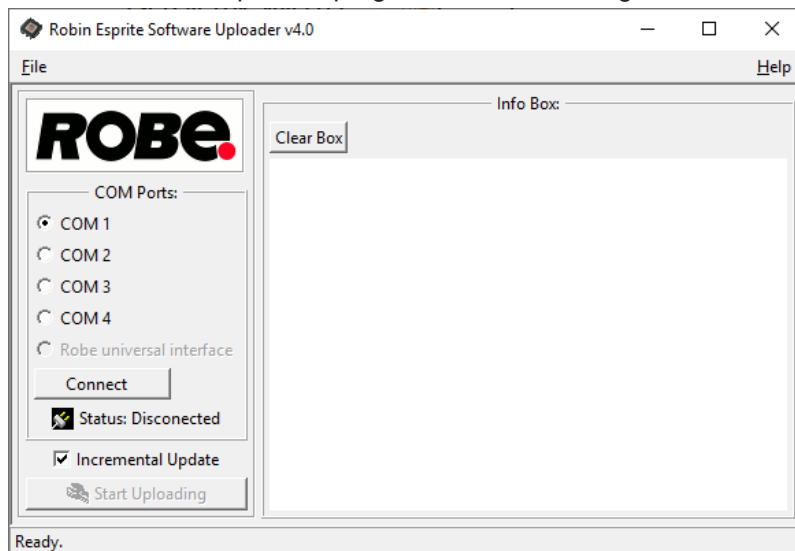 Robin Esprite Software Uploader v4.0
File
Help
ROBE.
COM Ports:
COM 1
COM 2
COM 3
COM 4
Robe universal interface
Connect
Status: Disconected
Incremental Update
Start Uploading
Info Box:
Clear Box
Ready.